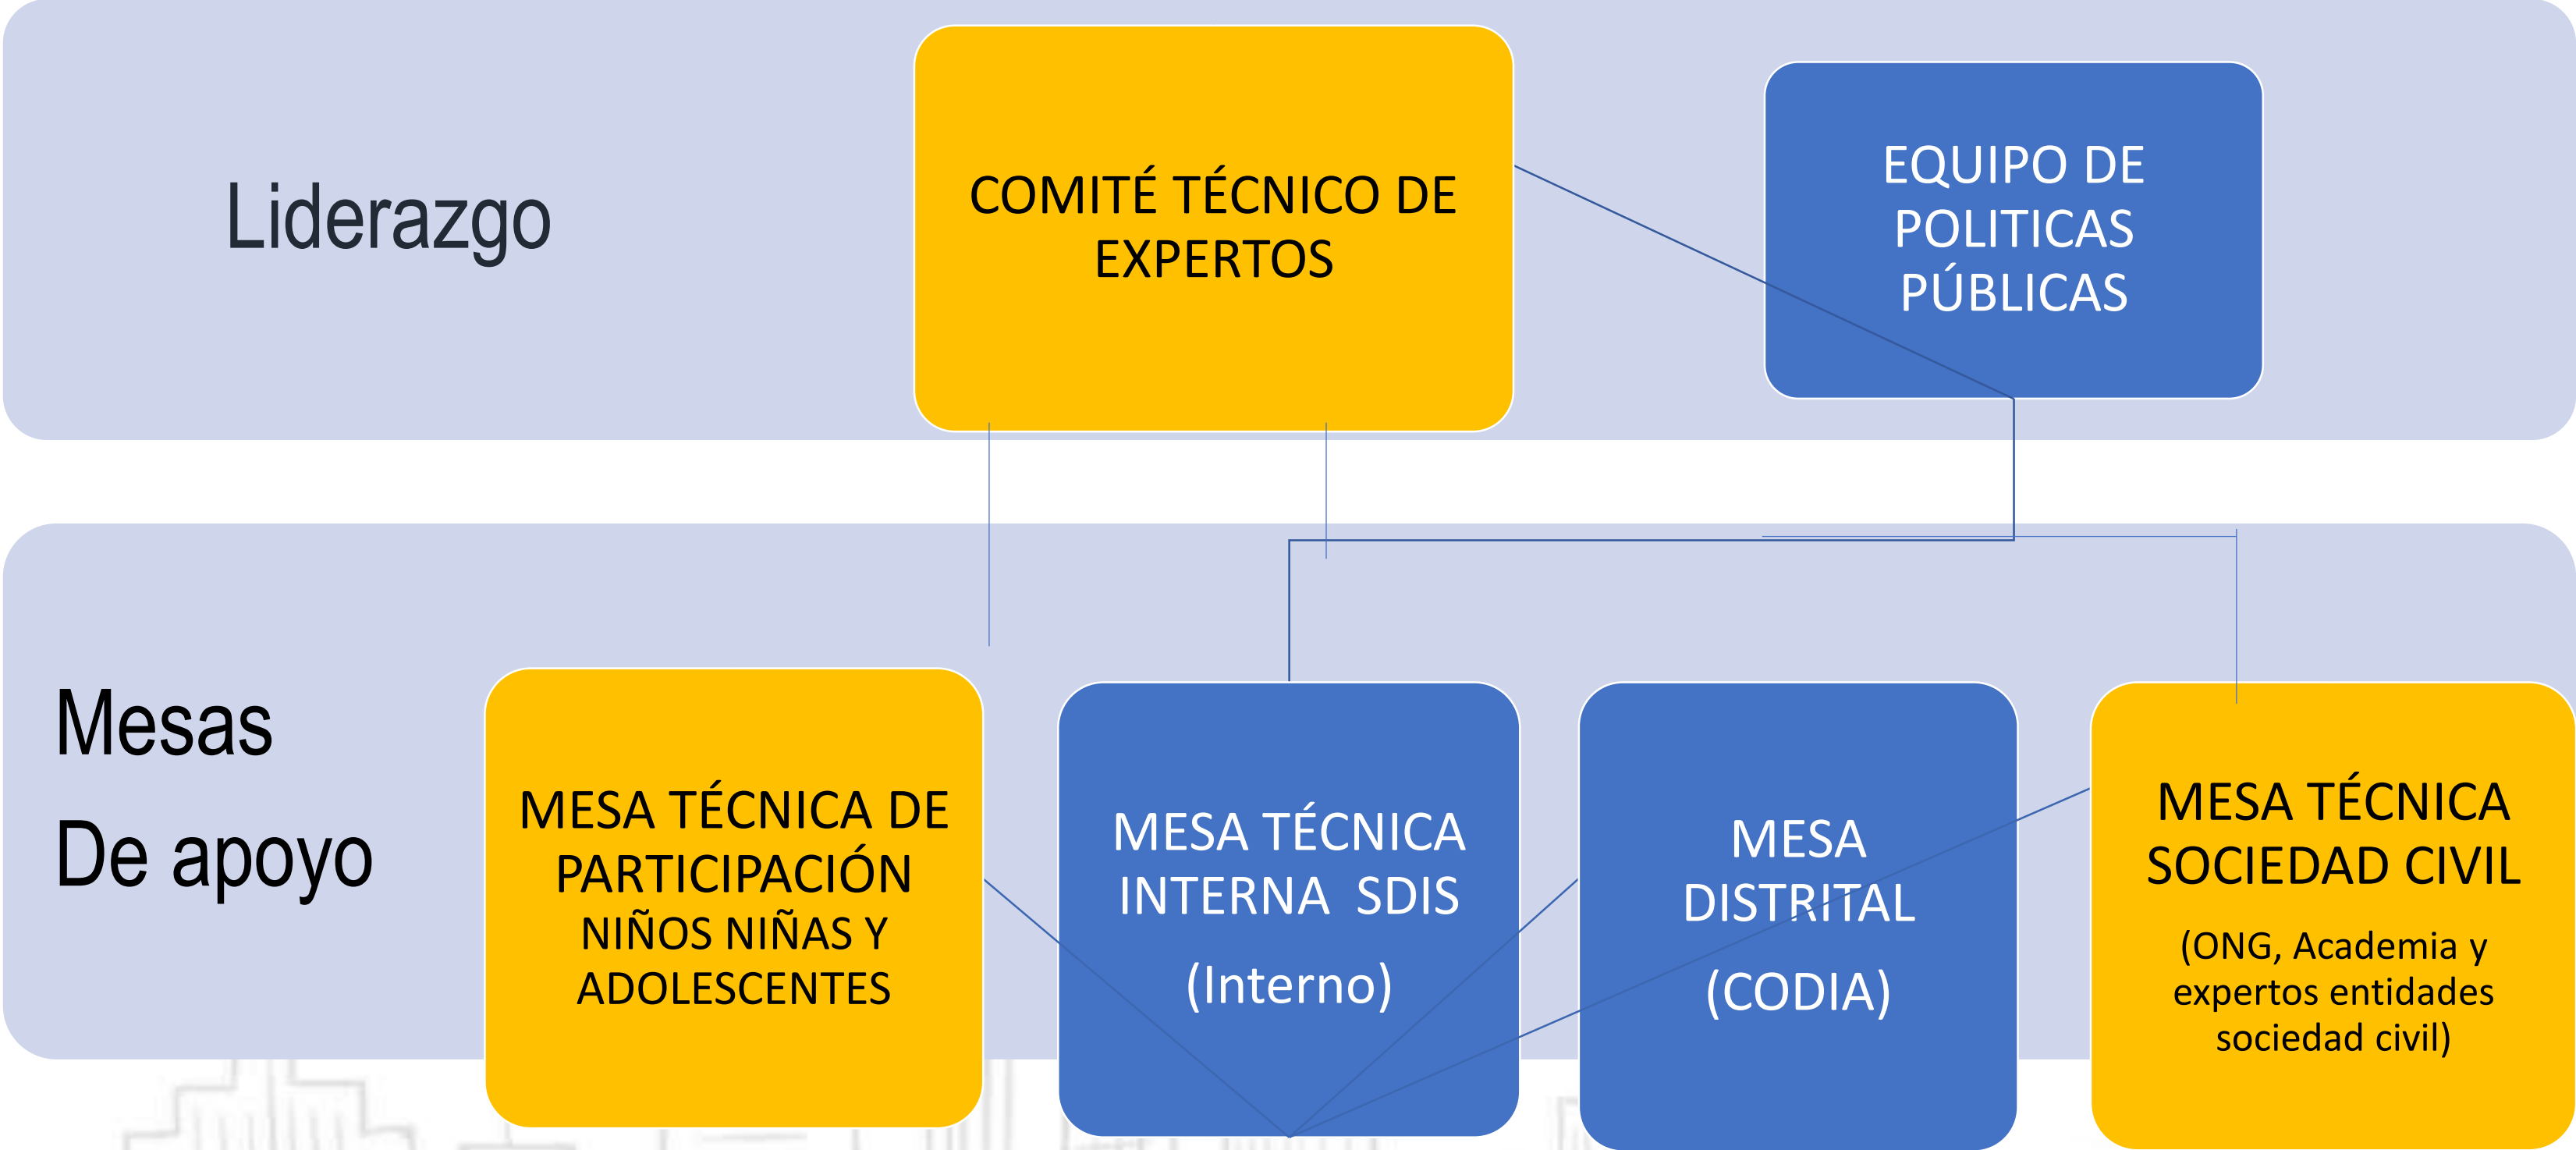 Liderazgo
COMITÉ TÉCNICO DE
EXPERTOS
EQUIPO DE
POLITICAS
PÚBLICAS
Mesas
De apoyo
MESA TÉCNICA DE
PARTICIPACIÓN
NIÑOS NIÑAS Y
ADOLESCENTES
MESA TÉCNICA
INTERNA SDIS
(Interno)
MESA
DISTRITAL
(CODIA)
MESA TÉCNICA
SOCIEDAD CIVIL
(ONG, Academia y
expertos entidades
sociedad civil)